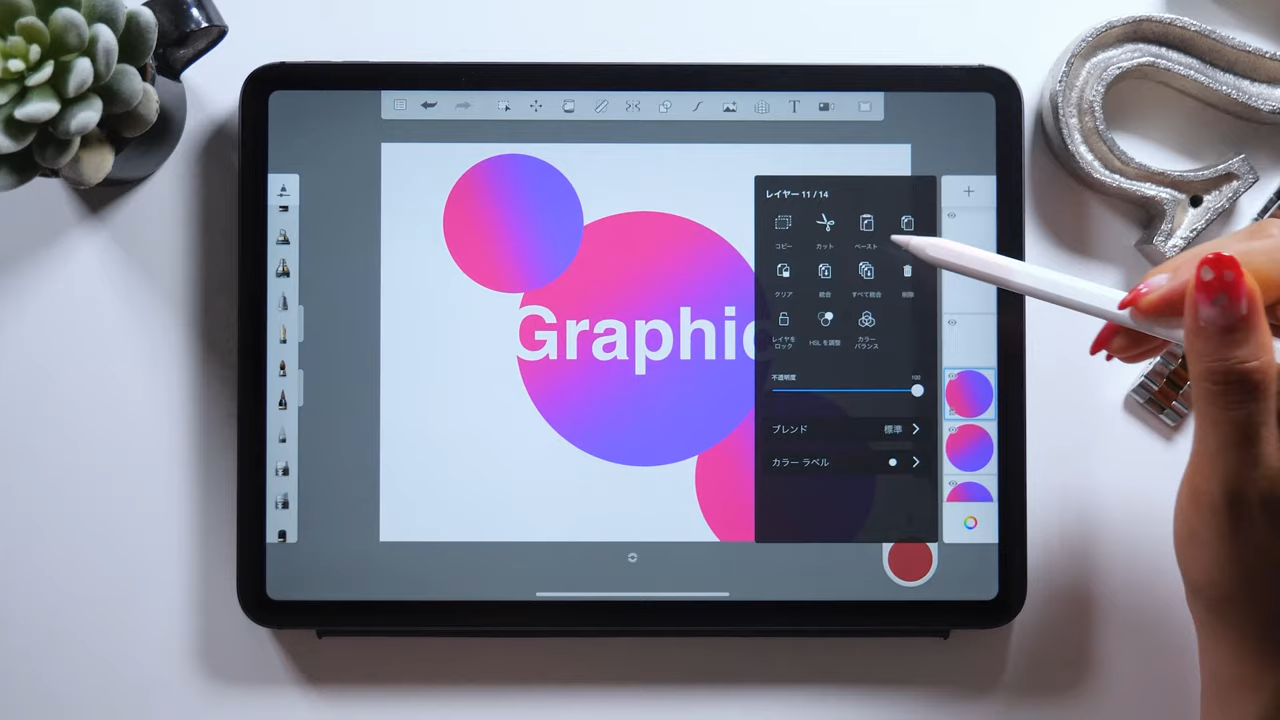 T
レイヤー 11 / 14
コピー カット ペースト
クリア 統合 すべて統合 削除
レイヤを
ロック HSL を調整 カラー
バランス
Graphic
不透明度 100
ブレンド 標準
カラー ラベル